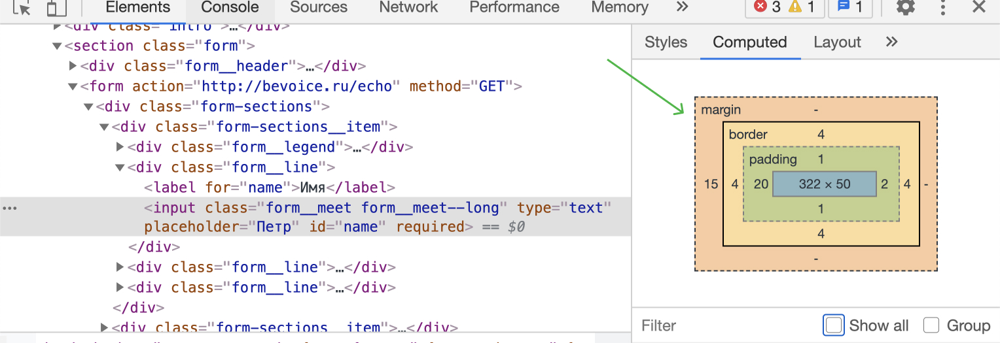 Elements Console Sources Network Performance Memory » 3 1 1
<div class="intro">…</div>
<section class="form">
<div class="form__header">…</div>
<form action="http://bevoice.ru/echo" method="GET">
<div class="form-sections">
<div class="form-sections__item">
<div class="form__legend">…</div>
<div class="form__line">
<label for="name">Имя</label>
<input class="form__meet form__meet--long" type="text"
placeholder="Петр" id="name" required> == $0
</div>
<div class="form__line">…</div>
<div class="form__line">…</div>
</div>
<div class="form-sections__item">…</div>
Styles Computed Layout »
margin -
border 4
padding 1
15 4 20 322 × 50 2 4 -
1
4
-
Filter Show all Group